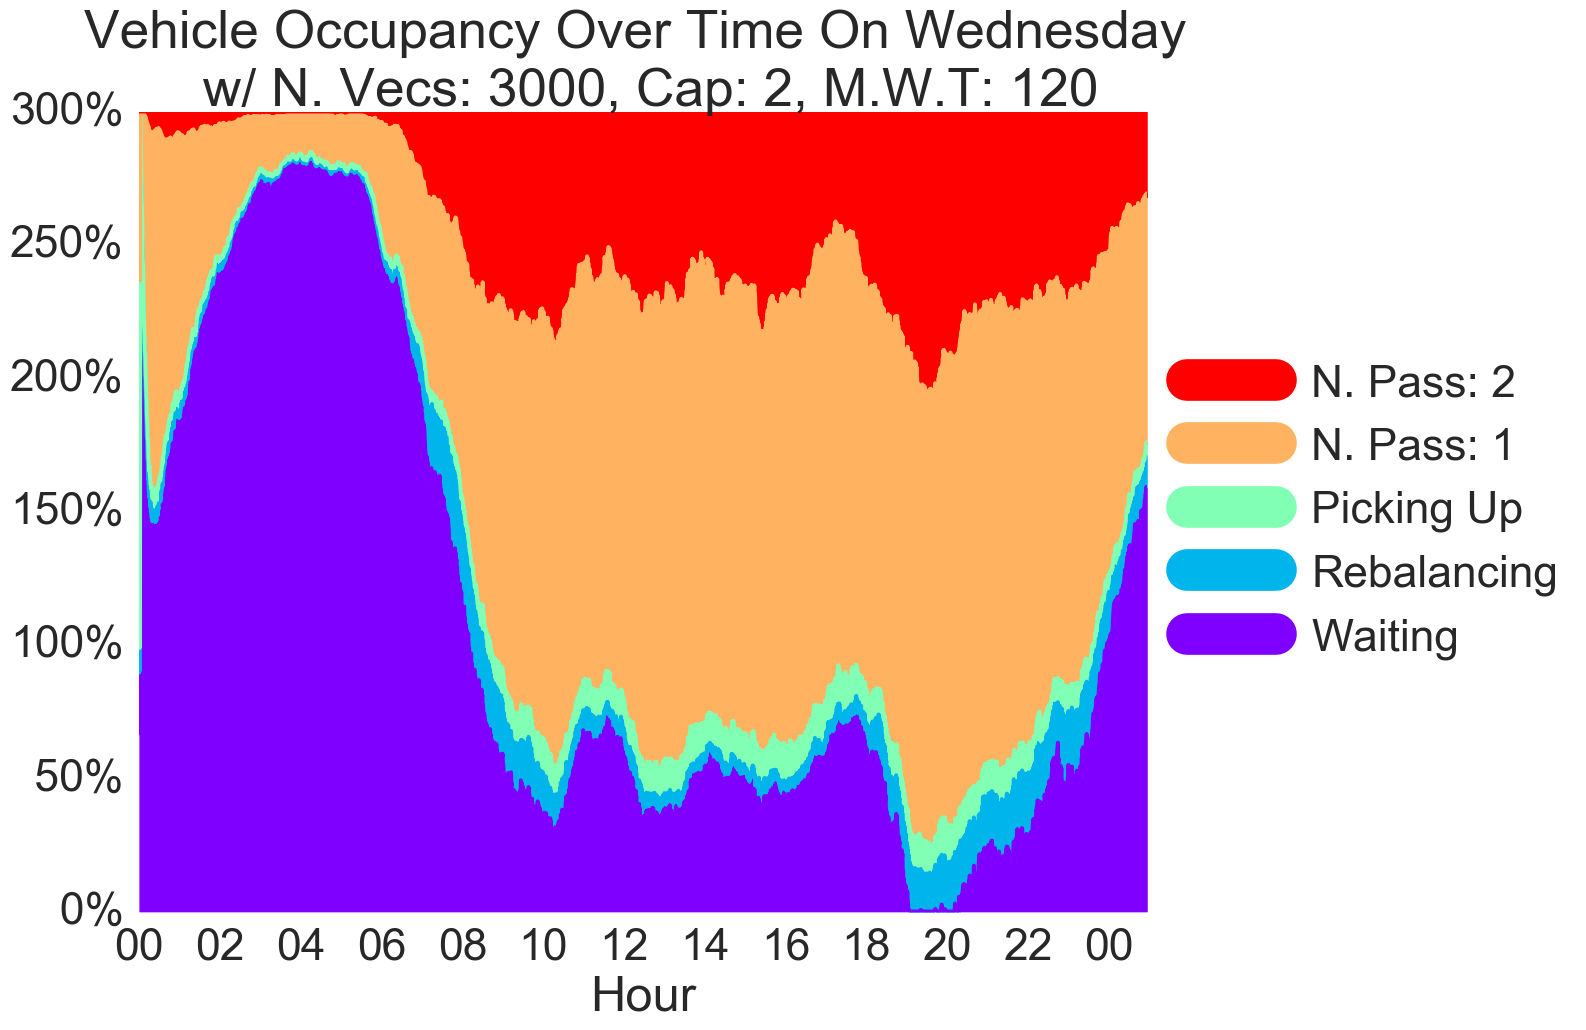 Vehicle Occupancy Over Time On Wednesday
w/ N. Vecs: 3000, Cap: 2, M.W.T: 120
300%
250%
200%
150%
100%
50%
0%
00 02 04 06 08 10 12 14 16 18 20 22 00
Hour
N. Pass: 2
N. Pass: 1
Picking Up
Rebalancing
Waiting